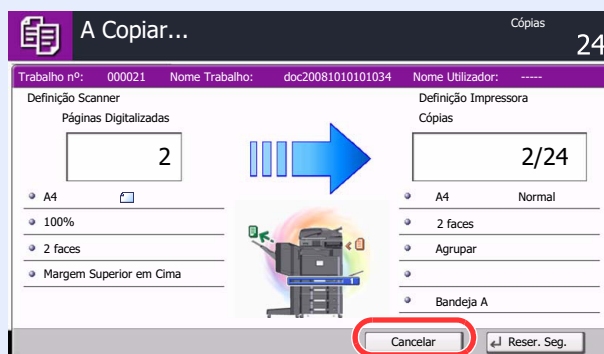 A Copiar...
Cópias
24
Trabalho nº: 000021 Nome Trabalho: doc20081010101034 Nome Utilizador: -----
Definição Scanner
Páginas Digitalizadas
2
A4
100%
2 faces
Margem Superior em Cima
Definição Impressora
Cópias
2/24
A4 Normal
2 faces
Agrupar
Bandeja A
Cancelar
Reser. Seg.